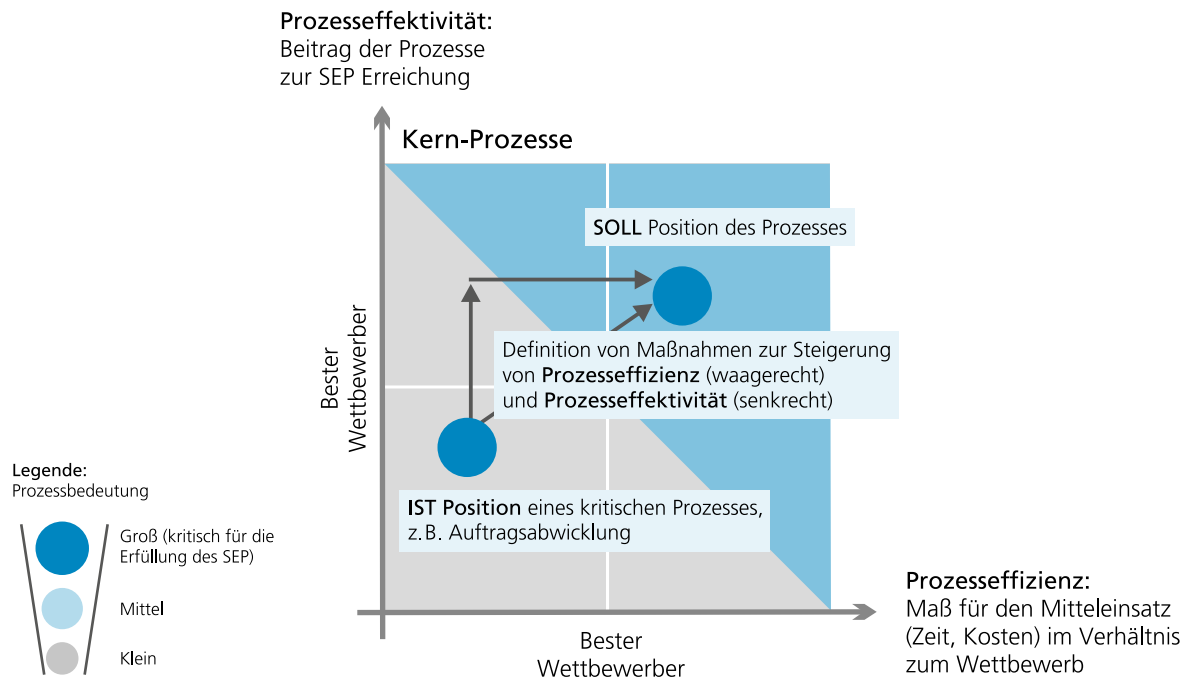 Prozesseffektivität:
Beitrag der Prozesse
zur SEP Erreichung
Kern-Prozesse
SOLL Position des Prozesses
Bester
Wettbewerber
Definition von Maßnahmen zur Steigerung
von Prozesseffizienz (waagerecht)
und Prozesseffektivität (senkrecht)
IST Position eines kritischen Prozesses,
z.B. Auftragsabwicklung
Legende:
Prozessbedeutung
Groß (kritisch für die
Erfüllung des SEP)
Mittel
Klein
Bester
Wettbewerber
Prozesseffizienz:
Maß für den Mitteleinsatz
(Zeit, Kosten) im Verhältnis
zum Wettbewerb